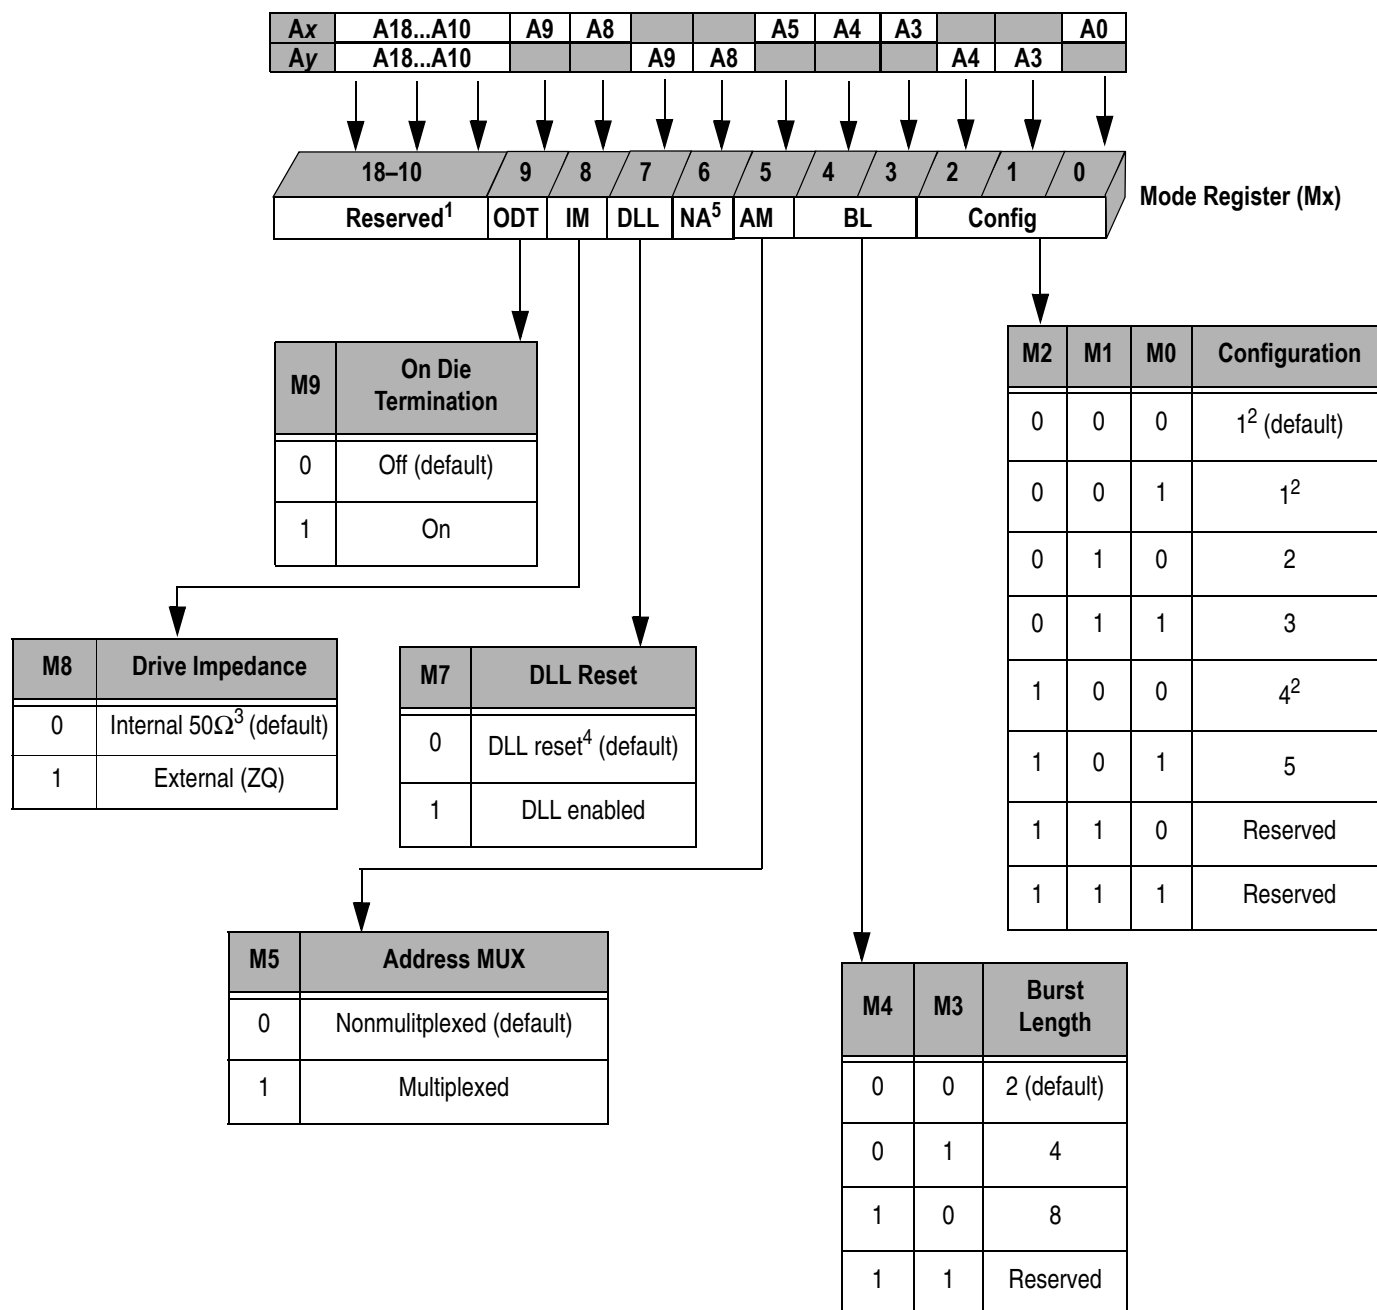 Ax A18...A10 A9 A8 A5 A4 A3 A0
Ay A18...A10 A9 A8 A4 A3
18–10 9 8 7 6 5 4 3 2 1 0
Mode Register (Mx)
Reserved1 ODT IM DLL NA5 AM BL Config
M9 On Die Termination
0 Off (default)
1 On
M2 M1 M0 Configuration
0 0 0 12 (default)
0 0 1 12
0 1 0 2
0 1 1 3
1 0 0 42
1 0 1 5
1 1 0 Reserved
1 1 1 Reserved
M8 Drive Impedance
0 Internal 50Ω3 (default)
1 External (ZQ)
M7 DLL Reset
0 DLL reset4 (default)
1 DLL enabled
M5 Address MUX
0 Nonmulitplexed (default)
1 Multiplexed
M4 M3 Burst Length
0 0 2 (default)
0 1 4
1 0 8
1 1 Reserved